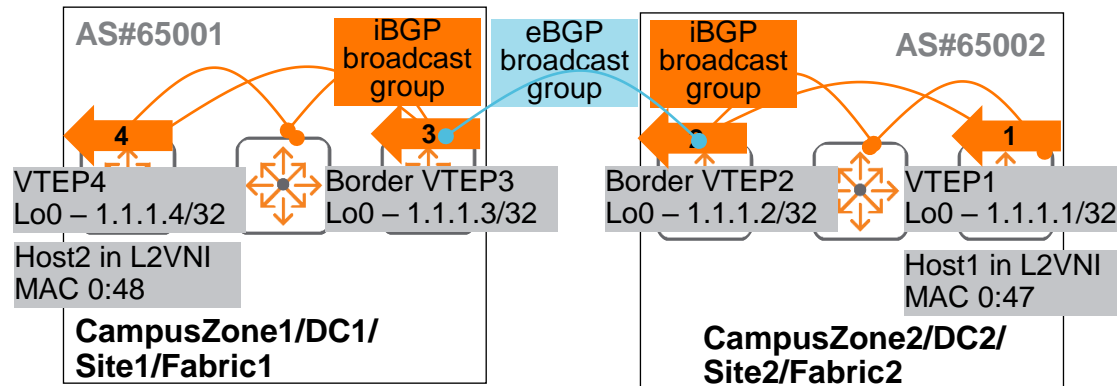 AS#65001
iBGP
broadcast
group
eBGP
broadcast
group
iBGP
broadcast
group
AS#65002
4
3
2
1
VTEP4
Lo0 – 1.1.1.4/32
Border VTEP3
Lo0 – 1.1.1.3/32
Border VTEP2
Lo0 – 1.1.1.2/32
VTEP1
Lo0 – 1.1.1.1/32
Host2 in L2VNI
MAC 0:48
Host1 in L2VNI
MAC 0:47
CampusZone1/DC1/
Site1/Fabric1
CampusZone2/DC2/
Site2/Fabric2